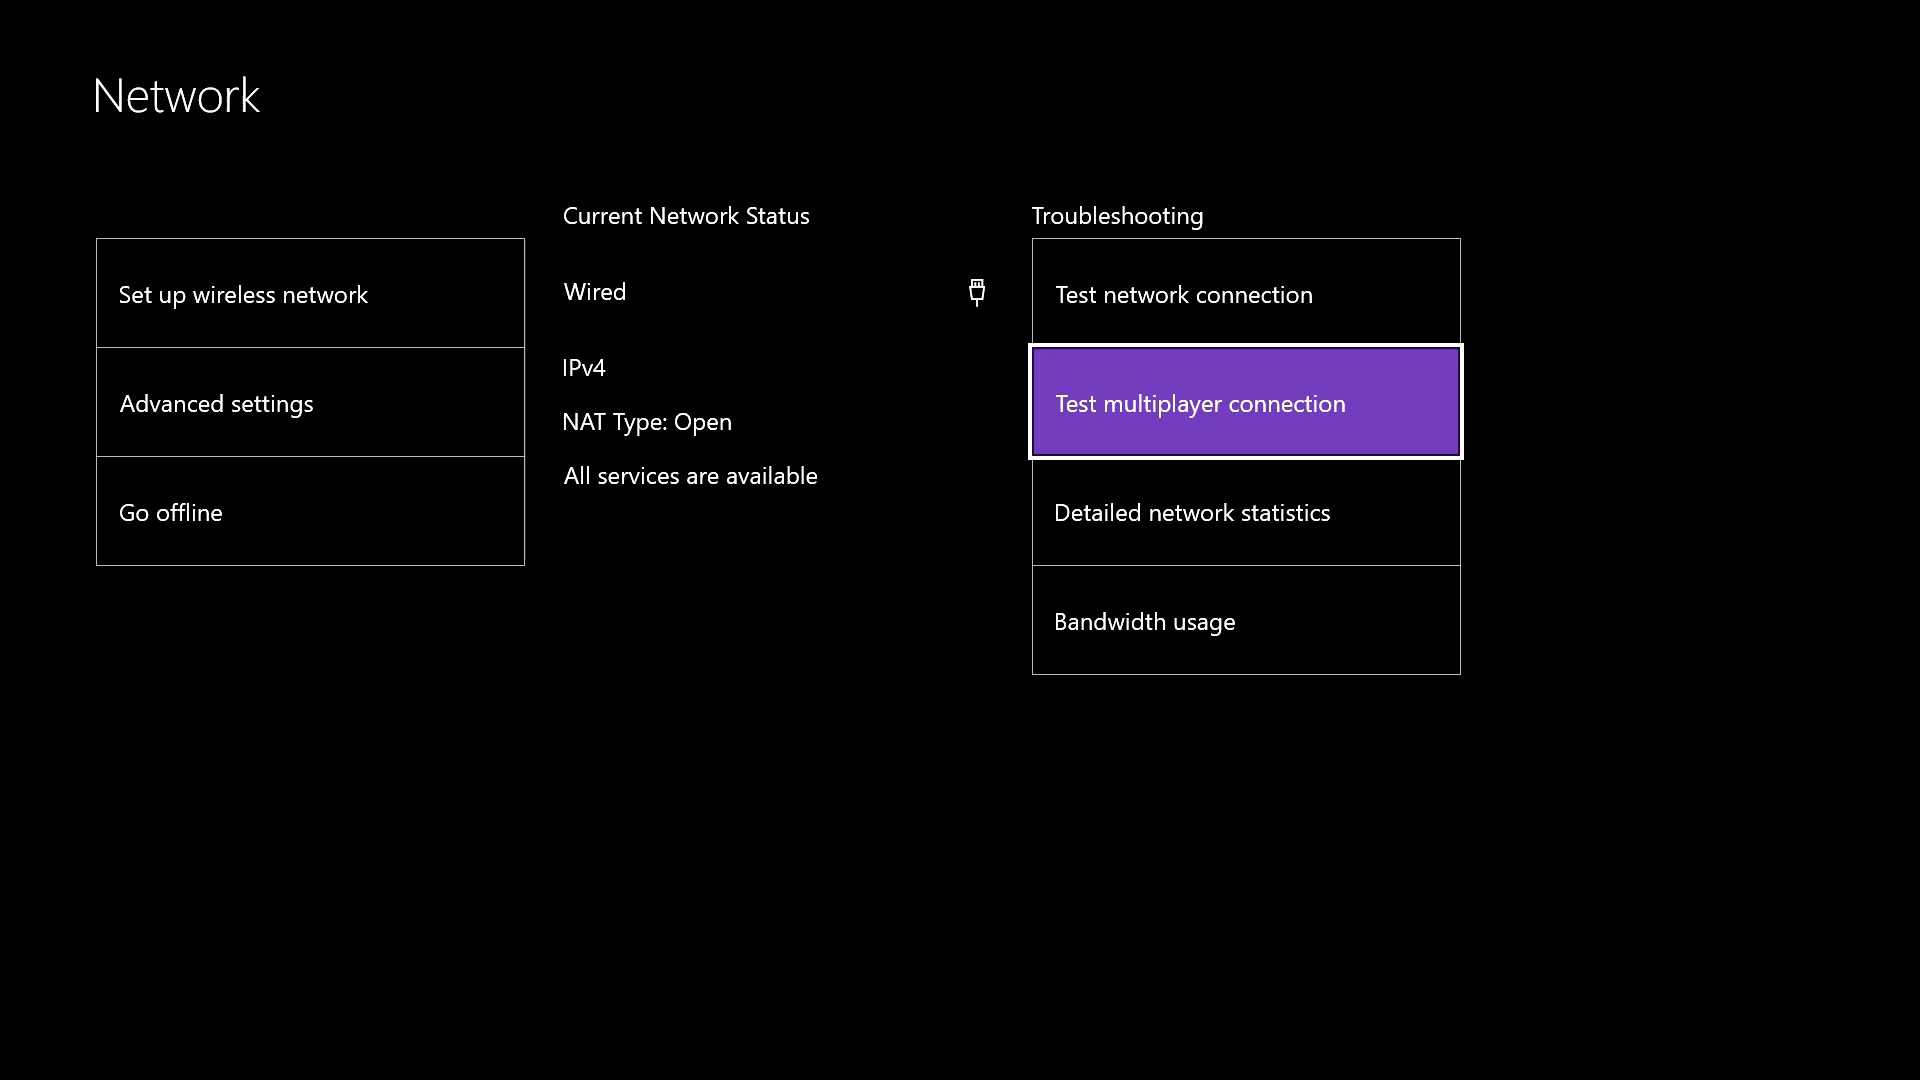 Network
Set up wireless network
Advanced settings
Go offline
Current Network Status
Wired
IPv4
NAT Type: Open
All services are available
Troubleshooting
Test network connection
Test multiplayer connection
Detailed network statistics
Bandwidth usage